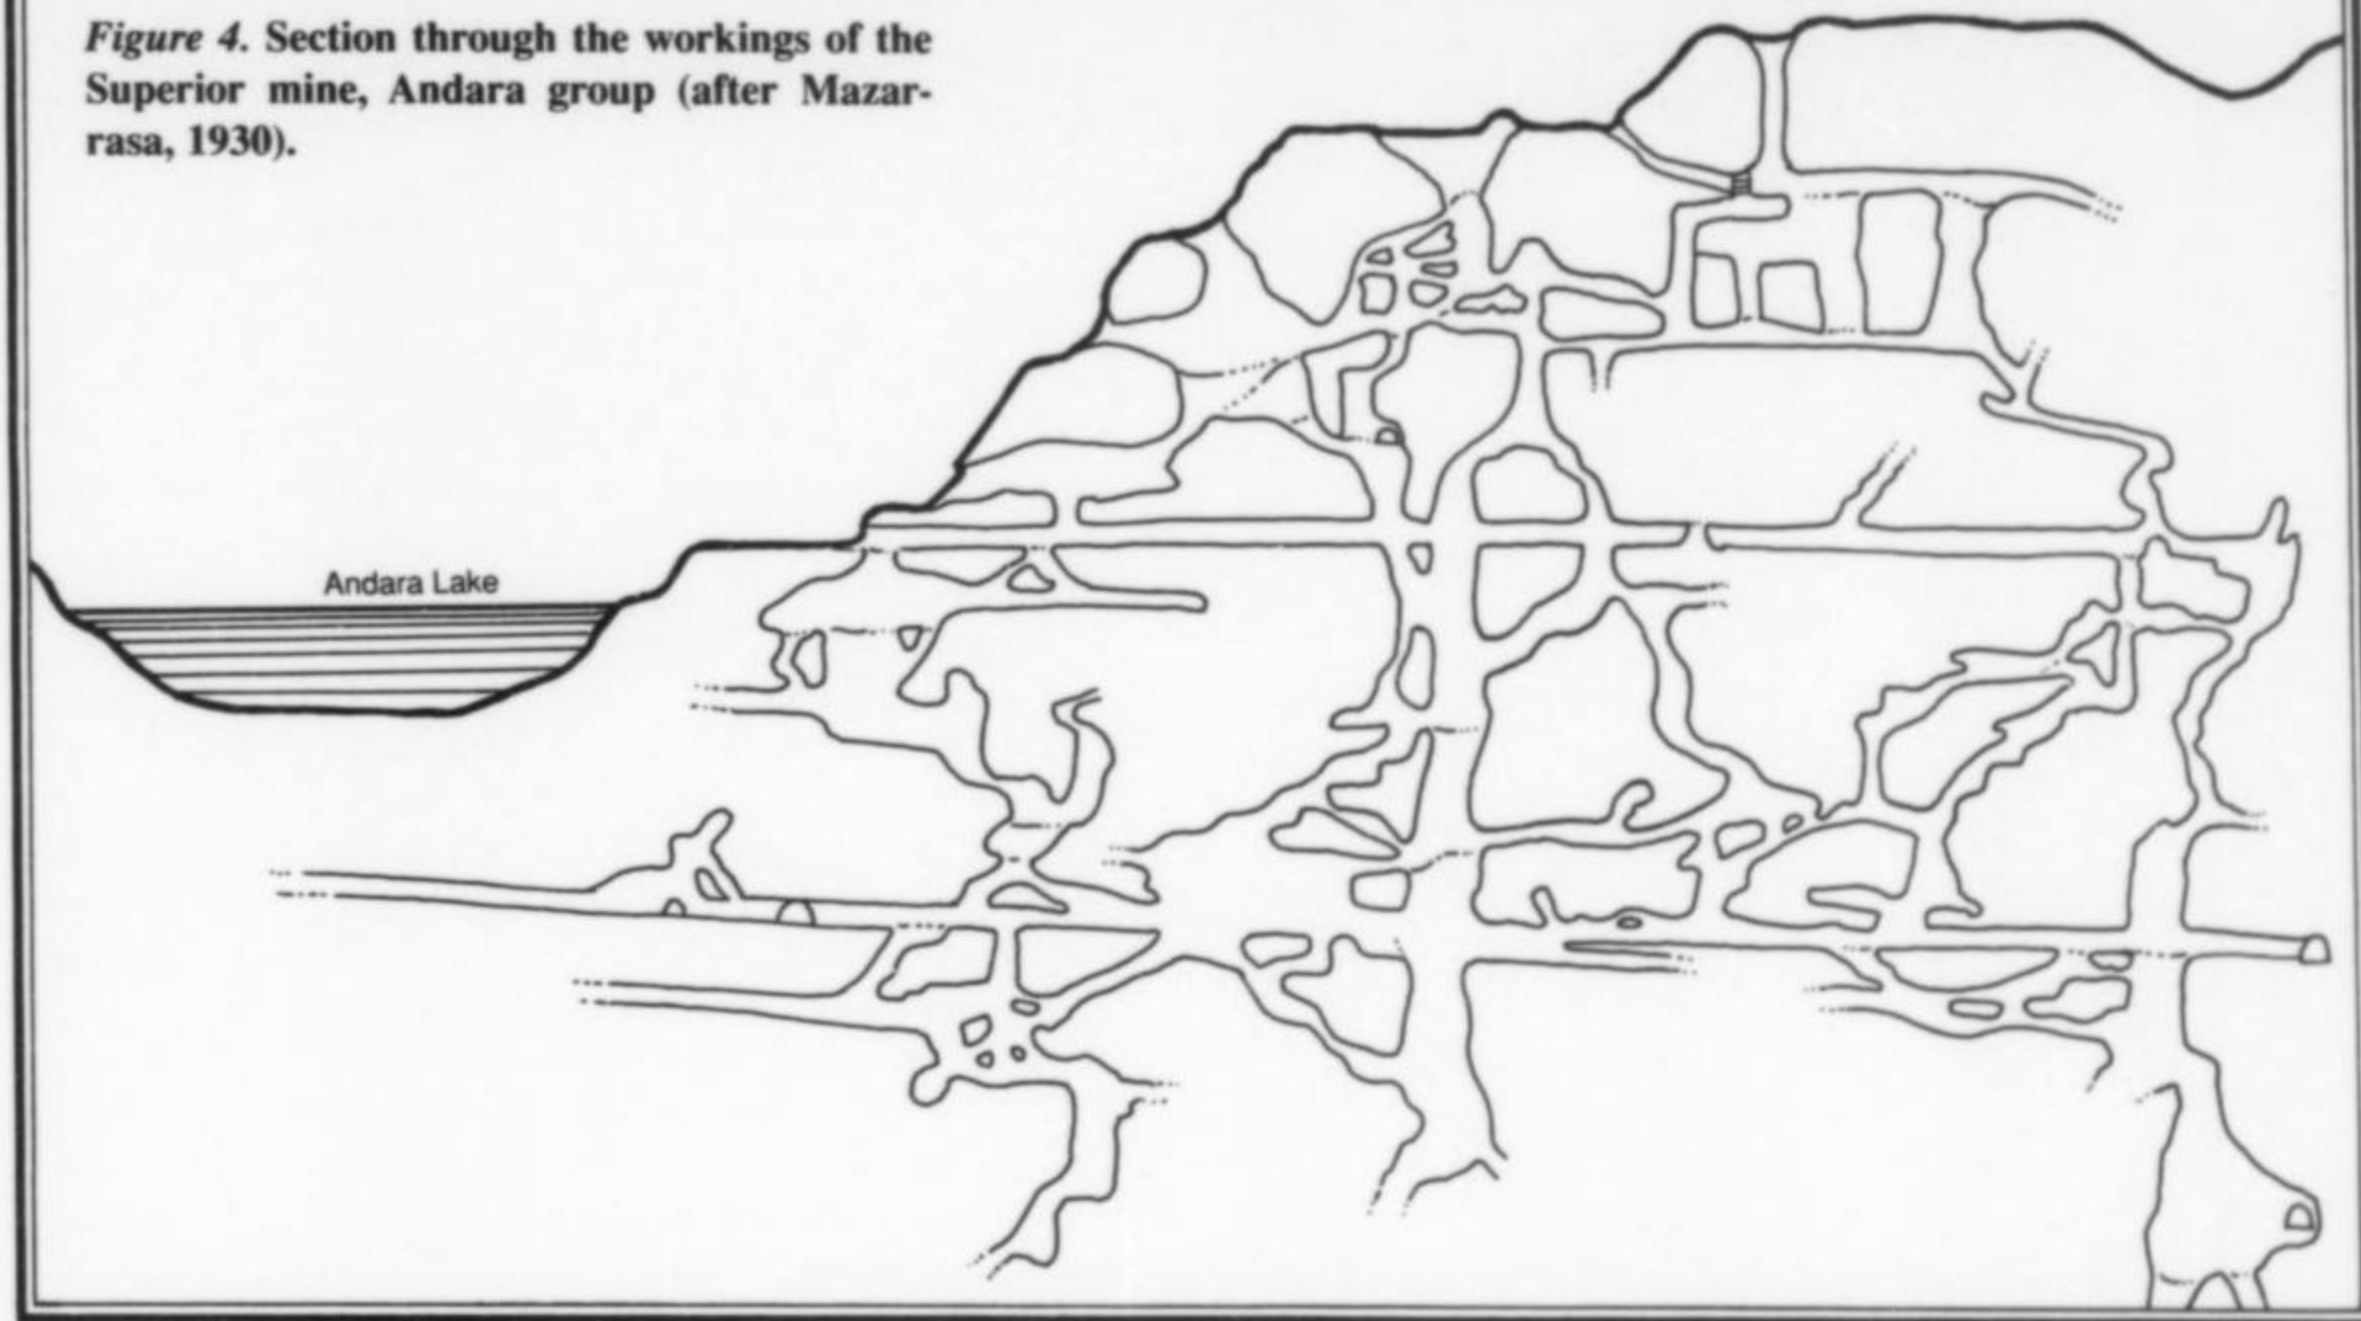 Figure 4. Section through the workings of the
Superior mine, Andara group (after Mazar-
rasa, 1930).
Andara Lake